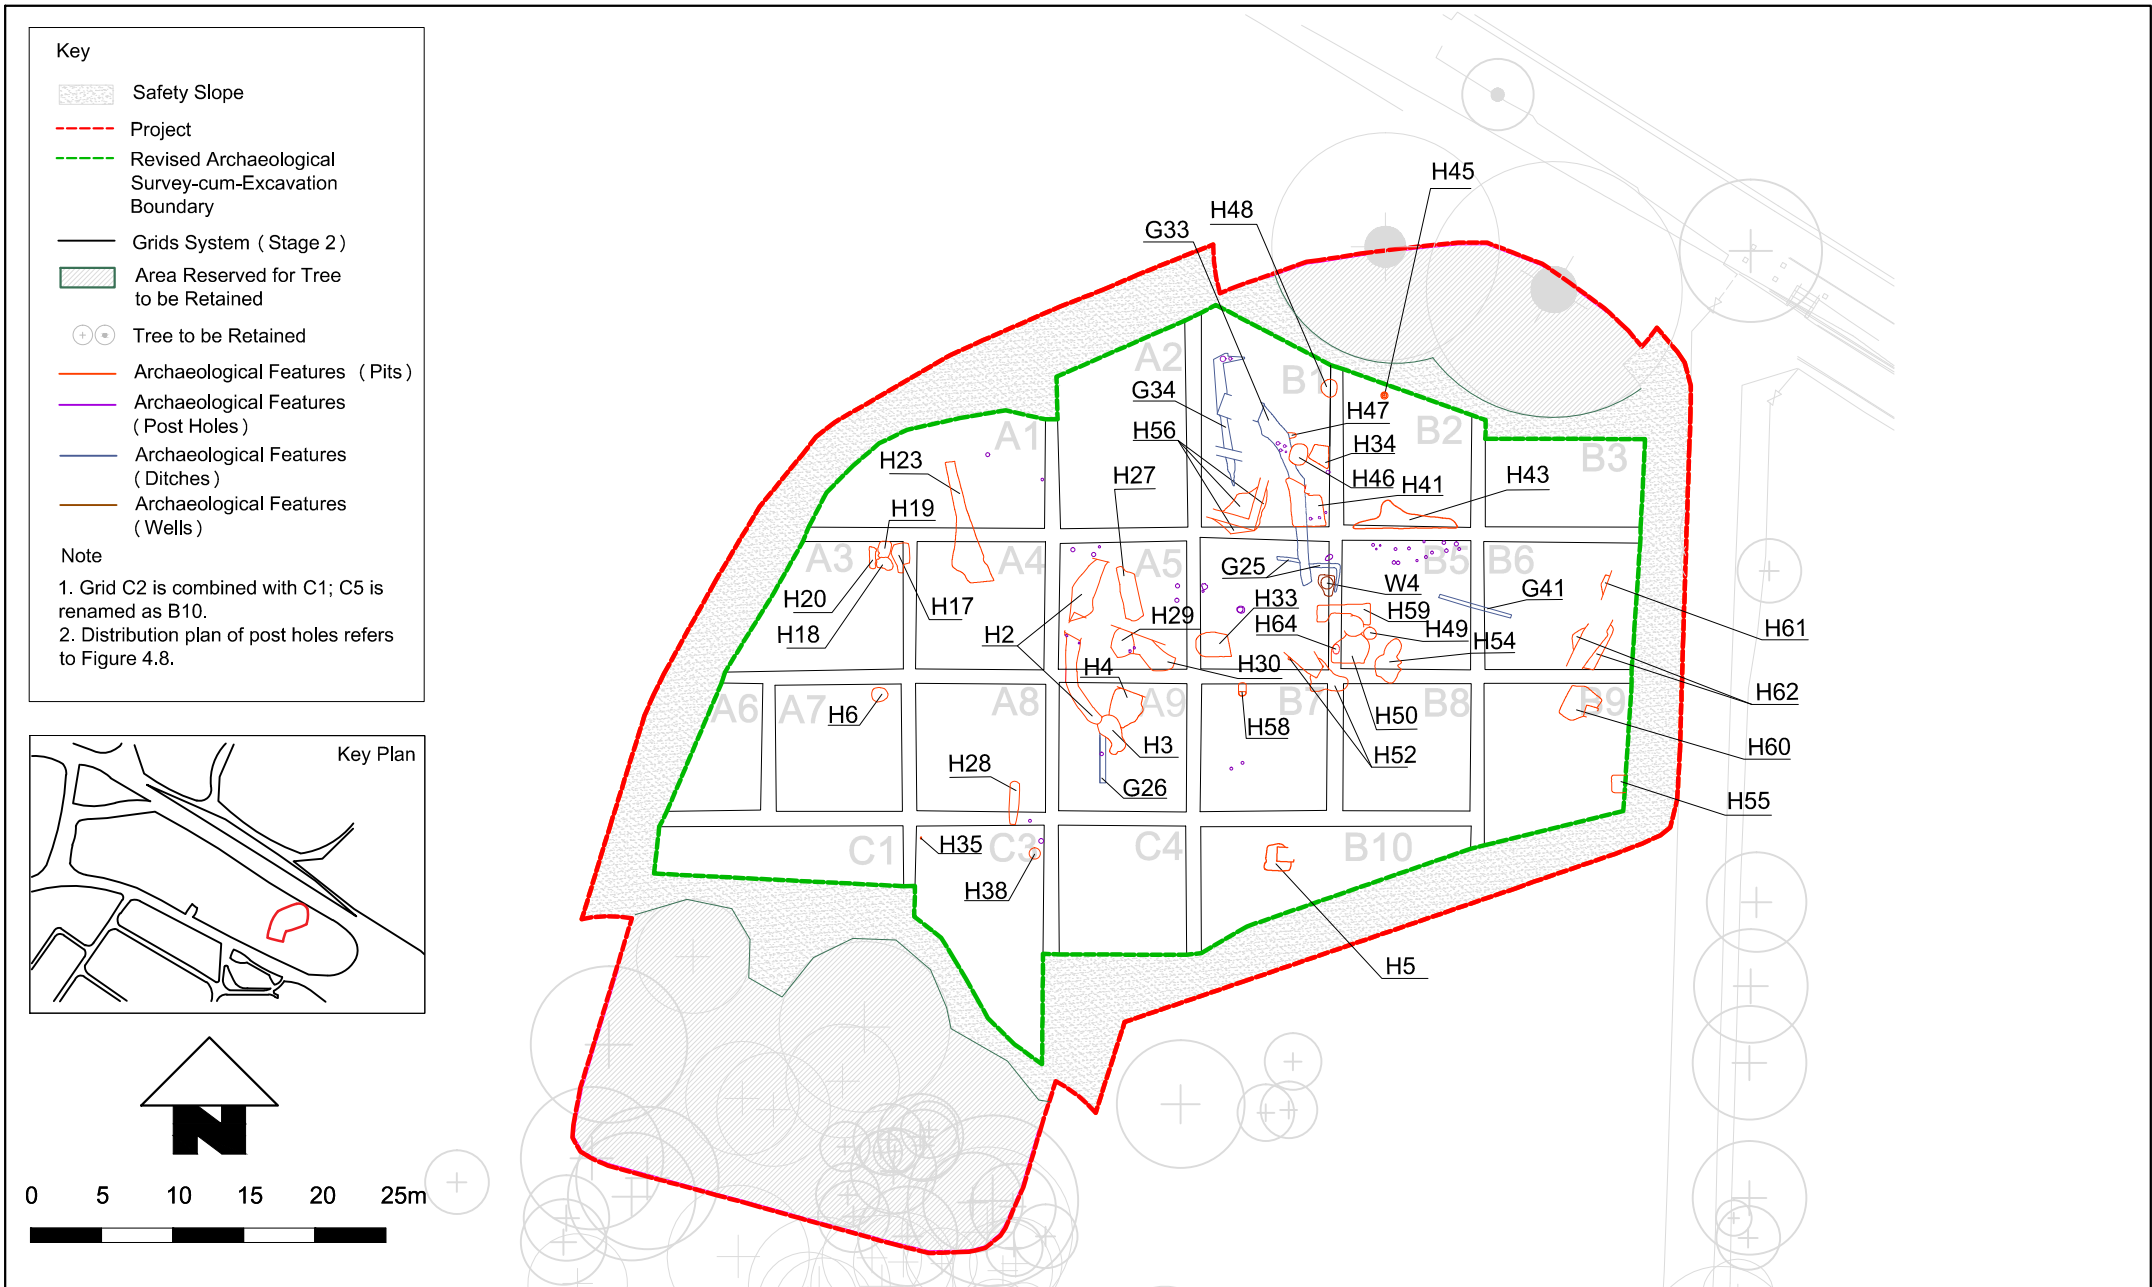 Key
Safety Slope
Project
Revised Archaeological
Survey-cum-Excavation
Boundary
Grids System ( Stage 2 )
Area Reserved for Tree
to be Retained
Tree to be Retained
Archaeological Features ( Pits )
Archaeological Features
( Post Holes )
Archaeological Features
( Ditches )
Archaeological Features
( Wells )
Note
1. Grid C2 is combined with C1; C5 is
renamed as B10.
2. Distribution plan of post holes refers
to Figure 4.8.
Key Plan
N
0 5 10 15 20 25m
H45
H48
G33
A2
B1
G34
H47
H56
A1
H34
B2
B3
H23
H27
H46
H41
H43
H19
A3
A4
A5
G25
W4
B5
B6
G41
H20
H17
H33
H59
H18
H2
H29
H64
H49
H54
H61
H4
H30
H62
A6
A7
H6
A8
A9
H58
B7
H50
B8
B9
H3
H52
H60
H28
G26
H55
C1
H35
C3
C4
B10
H38
H5